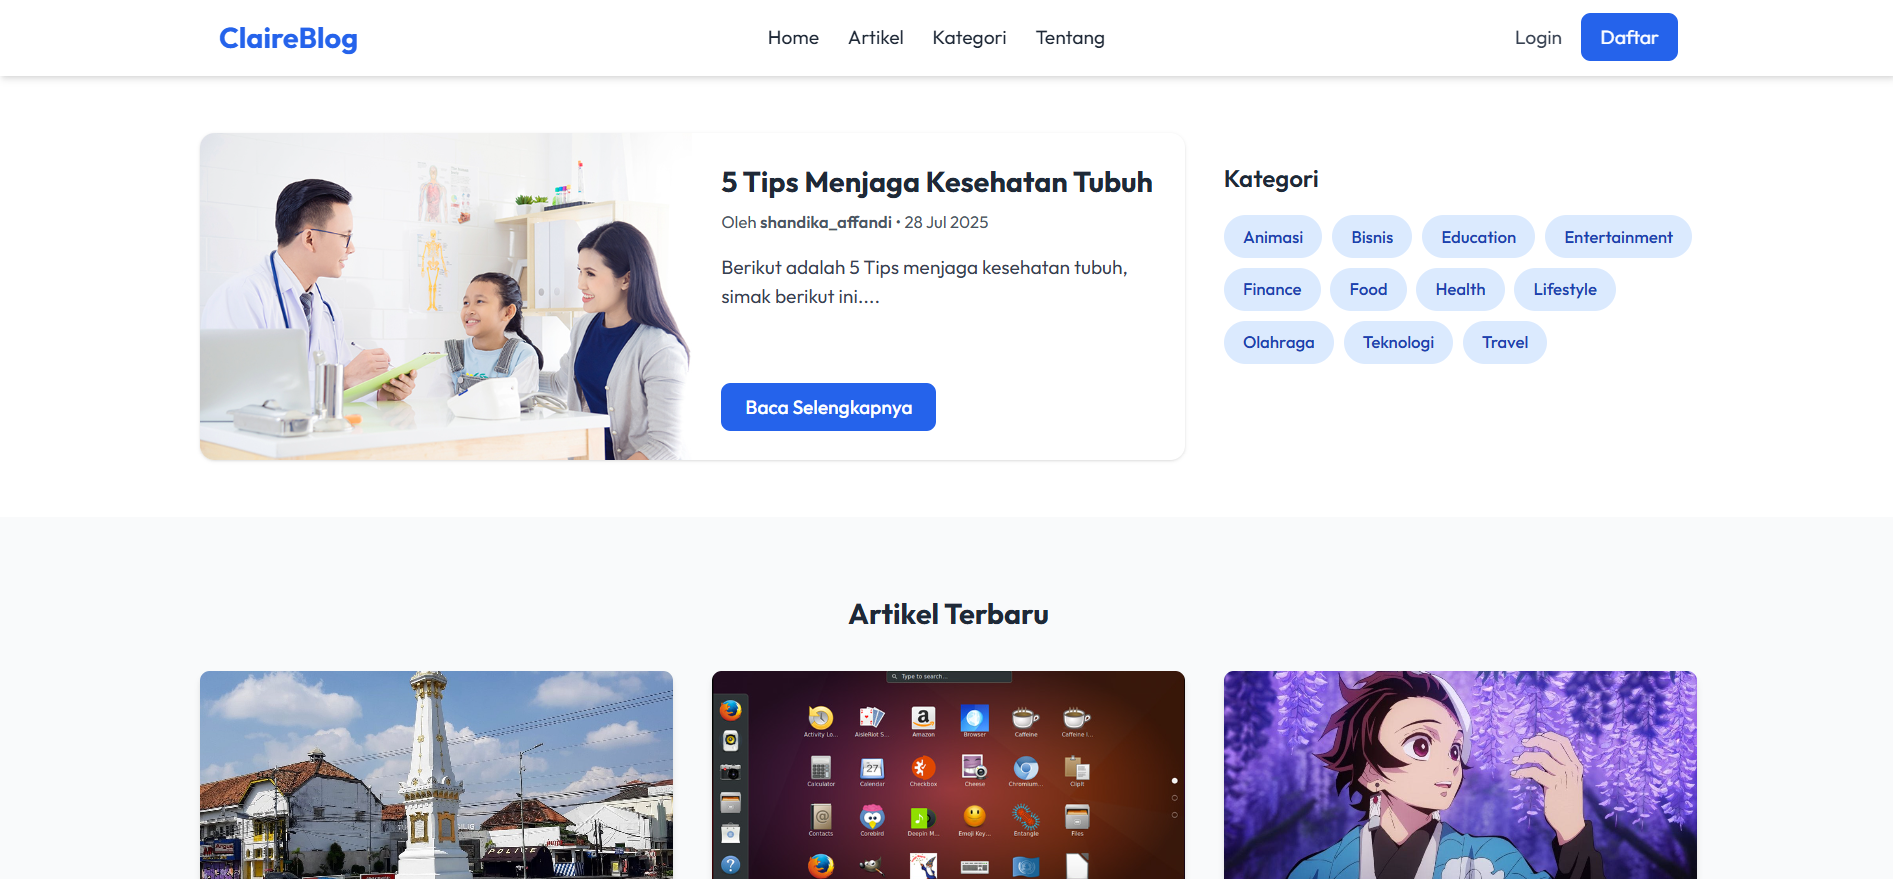 ClaireBlog
Home Artikel Kategori Tentang
Login Daftar
5 Tips Menjaga Kesehatan Tubuh
Oleh shandika_affandi • 28 Jul 2025
Berikut adalah 5 Tips menjaga kesehatan tubuh,
simak berikut ini....
Baca Selengkapnya
Kategori
Animasi Bisnis Education Entertainment
Finance Food Health Lifestyle
Olahraga Teknologi Travel
Artikel Terbaru
POLICE
Type to search...
Activity Lo... AisleRiot S... Amazon Browser Caffeine Caffeine I...
Calculator Calendar Checkbox Cheese Chromium... Clipit
Contacts Corebird Deepin M... Emoji Key... Entangle Files